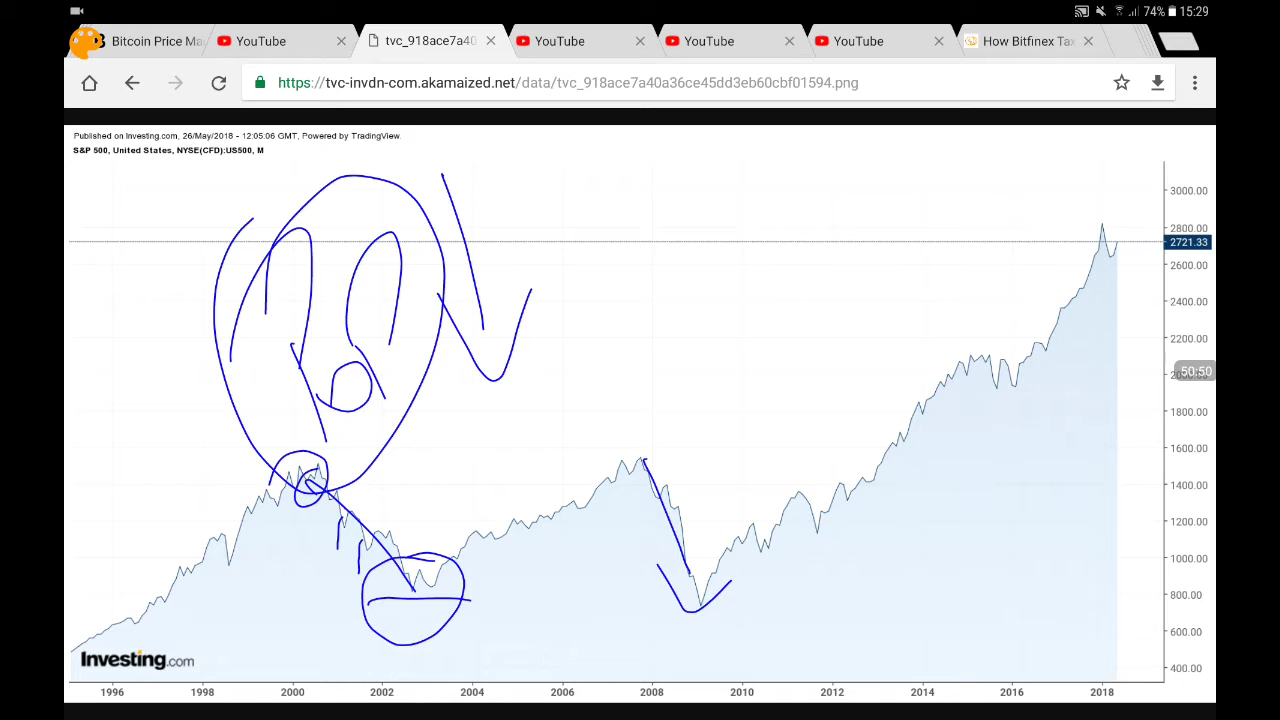 74% 15:29
Bitcoin Price Ma
YouTube
tvc_918ace7a40
YouTube
YouTube
YouTube
How Bitfinex Tax
https://tvc-invdn-com.akamaized.net/data/tvc_918ace7a40a36ce45dd3eb60cbf01594.png
Published on Investing.com, 26/May/2018 - 12:05:06 GMT, Powered by TradingView.
S&P 500, United States, NYSE(CFD):US500, M
3000.00
2800.00
2721.33
2600.00
2400.00
2200.00
50:50
1800.00
1600.00
1400.00
1200.00
1000.00
800.00
600.00
400.00
Investing.com
1996 1998 2000 2002 2004 2006 2008 2010 2012 2014 2016 2018